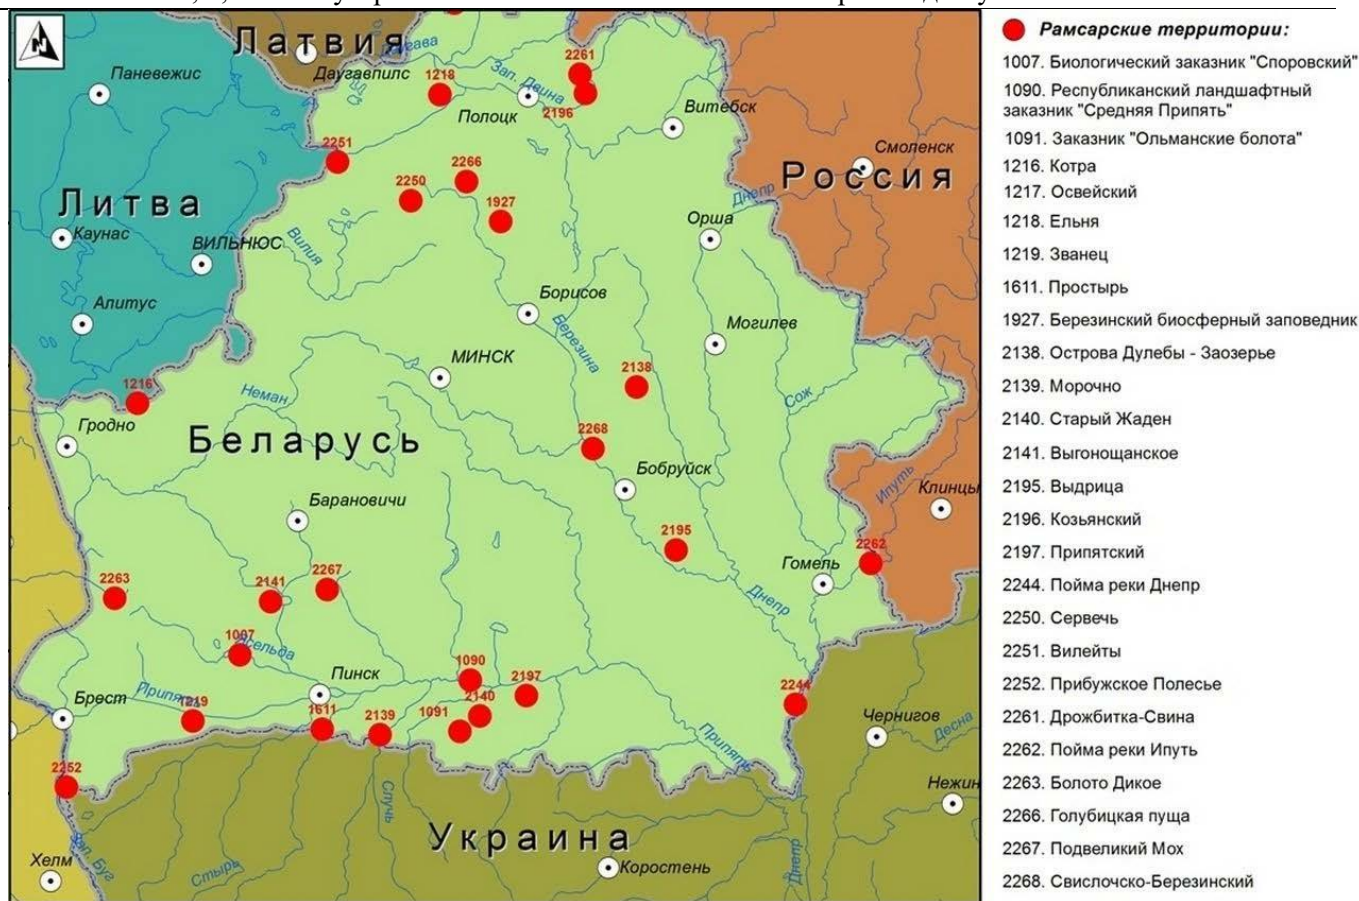 N
Латвия
Даугава
Даугавпилс
Паневежис
1218
Зап. Двина
2261
2196
Полоцк
Витебск
2251
2266
2250
1927
Смоленск
Россия
Днепр
Литва
Каунас
ВИЛЬНЮС
Вилия
Орша
Алитус
Борисов
Березина
Могилев
МИНСК
2138
1216
Неман
Сож
Гродно
Беларусь
2268
Бобруйск
Ипуть
Клинцы
Барановичи
2195
2262
Гомель
2263
2141
2267
Днепр
1007
Ясельда
Пинск
1090
2197
2140
2244
Брест
Припять
1219
1611
2139
1091
Чернигов
Десна
Припять
2252
Нежин
Случь
Украина
Зап. Буг
Хелм
Стырь
Коростень
Днепр
Рамсарские территории:
1007. Биологический заказник "Споровский"
1090. Республиканский ландшафтный
заказник "Средняя Припять"
1091. Заказник "Ольманские болота"
1216. Котра
1217. Освейский
1218. Ельня
1219. Званец
1611. Простырь
1927. Березинский биосферный заповедник
2138. Острова Дулебы - Заозерье
2139. Морочно
2140. Старый Жаден
2141. Выгонощанское
2195. Выдрица
2196. Козьянский
2197. Припятский
2244. Пойма реки Днепр
2250. Сервечь
2251. Вилейты
2252. Прибужское Полесье
2261. Дрожбитка-Свина
2262. Пойма реки Ипуть
2263. Болото Дикое
2266. Голубицкая пуща
2267. Подвеликий Мох
2268. Свислочско-Березинский